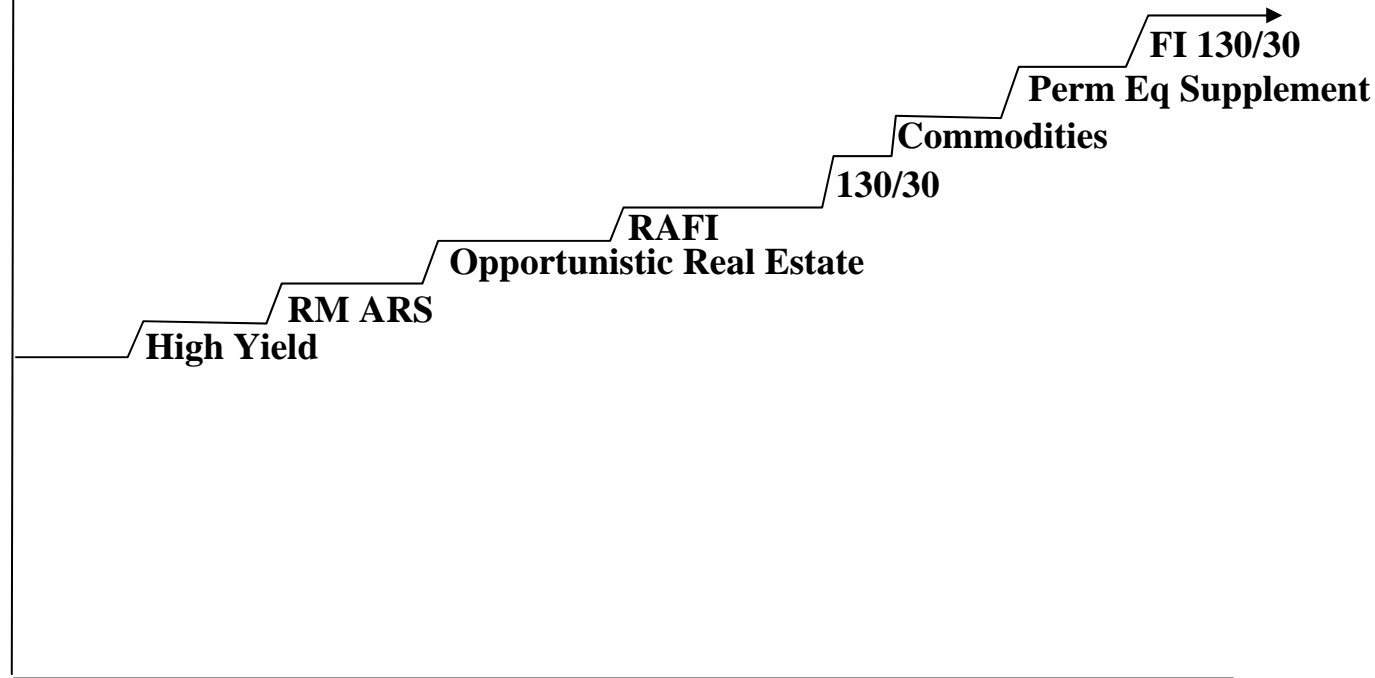 FI 130/30
Perm Eq Supplement
Commodities
130/30
RAFI
Opportunistic Real Estate
RM ARS
High Yield